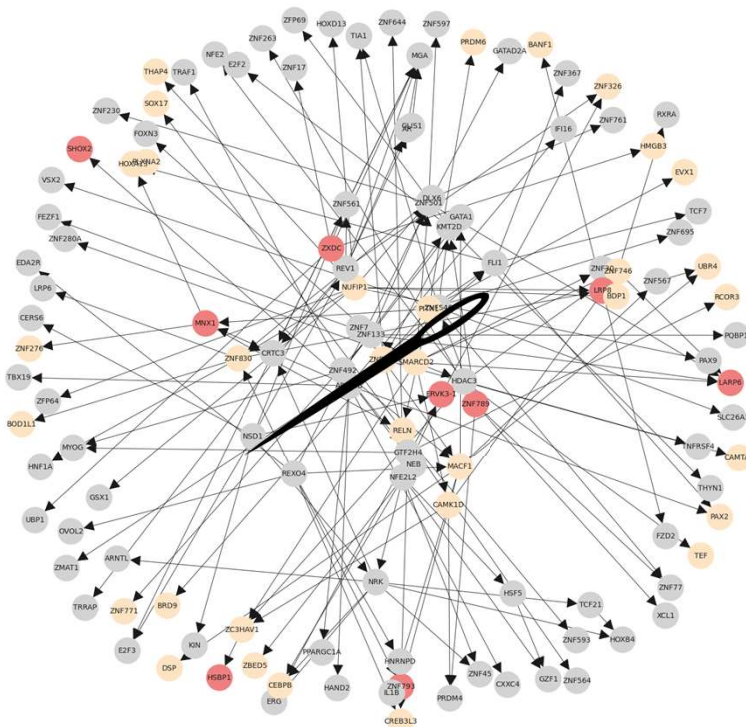 ZFP69
HOXD13
TIA1
ZNF644
ZNF597
ZNF263
NFE2
E2F2
ZNF17
MGA
PRDM6
GATAD2A
BANF1
THAP4
TRAF1
ZNF367
ZNF326
SOX17
ZNF230
FOXN3
GLIS1
IFI16
ZNF761
RXRA
SHOX2
PLXNA2
HMGB3
VSX2
EVX1
ZNF561
DLX6
ZNF501
GATA1
KMT2D
TCF7
FEZF1
ZNF280A
ZNF695
ZXDC
EDA2R
LRP6
REV1
FLI1
ZNF746
ZNF567
UBR4
NUFIP1
LRP8
BDP1
RCOR3
CERS6
MNX1
ZNF7
ZNF133
ZNF276
CRTC3
ZNF830
SMARCD2
PAX9
TBX19
ZNF492
HDAC3
LARP6
ZFP64
ERVK3-1
ZNF789
BOD1L1
MYOG
NSD1
RELN
TNFRSF4
HNF1A
GTF2H4
NEB
MACF1
REXO4
NFE2L2
THYN1
GSX1
CAMK1D
PAX2
UBP1
OVOL2
FZD2
ZMAT1
ARNTL
TEF
TRRAP
NRK
HSF5
ZNF77
ZNF771
BRD9
TCF21
XCL1
E2F3
KIN
ZC3HAV1
ZNF593
HOXB4
DSP
ZBED5
PPARGC1A
HNRNPD
HSBP1
CEBPB
ERG
HAND2
IL1B
ZNF793
PRDM4
ZNF45
CXXC4
GZF1
ZNF564
CREB3L3